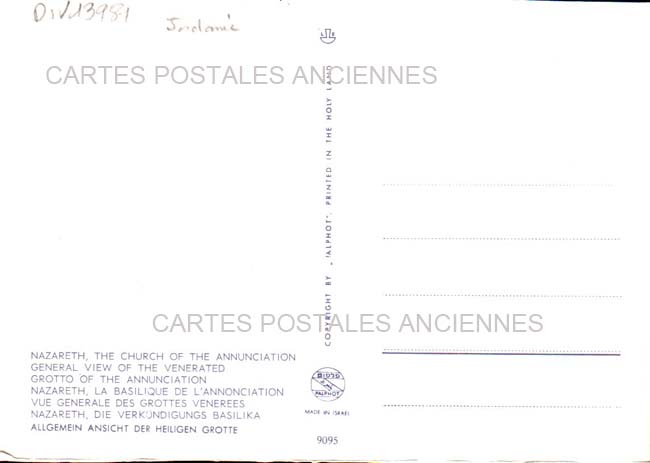 Jordanie
CARTES POSTALES ANCIENNES
COPYRIGHT BY „PALPHOT", PRINTED IN THE HOLY LAND
CARTES POSTALES ANCIENNES
NAZARETH, THE CHURCH OF THE ANNUNCIATION
GENERAL VIEW OF THE VENERATED
GROTTO OF THE ANNUNCIATION
NAZARETH, LA BASILIQUE DE L'ANNONCIATION
VUE GENERALE DES GROTTES VENEREES
NAZARETH, DIE VERKÜNDIGUNGS BASILIKA
ALLGEMEIN ANSICHT DER HEILIGEN GROTTE
PALPHOT
MADE IN ISRAEL
9095